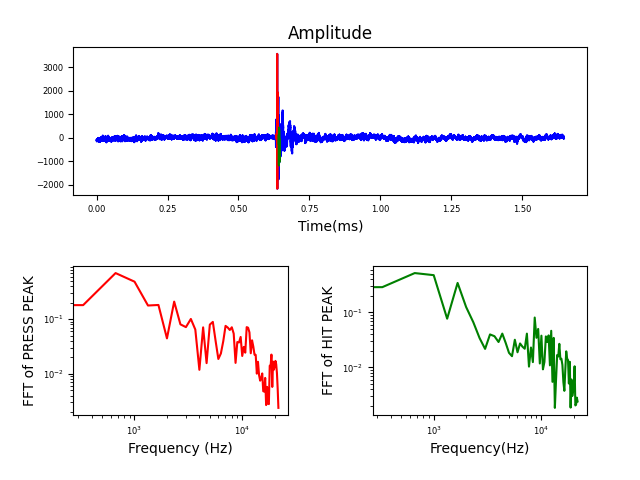 Amplitude
3000
2000
1000
0
−1000
−2000
0.00 0.25 0.50 0.75 1.00 1.25 1.50
Time(ms)
FFT of PRESS PEAK
10⁻¹
10⁻²
10³ 10⁴
Frequency (Hz)
FFT of HIT PEAK
10⁻¹
10⁻²
10³ 10⁴
Frequency(Hz)